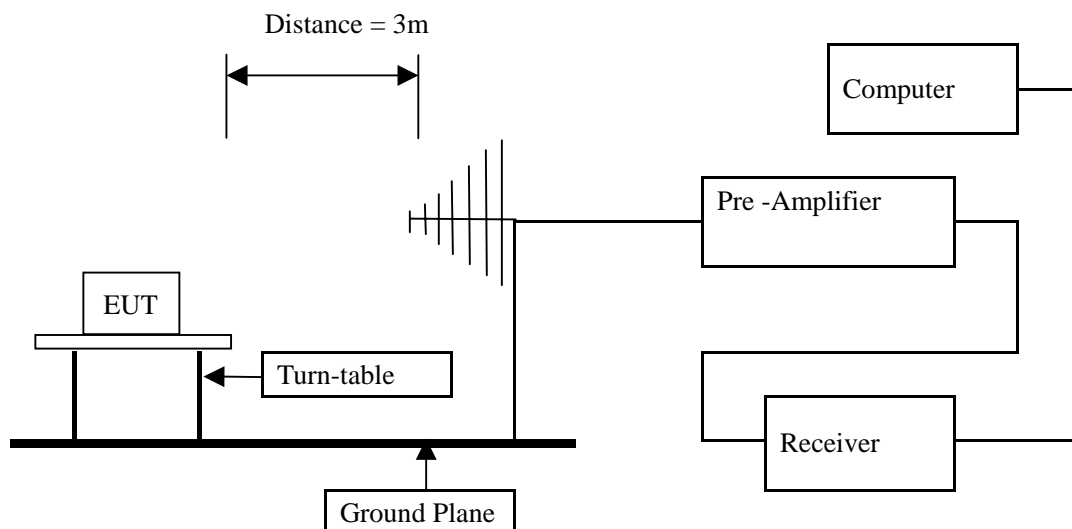 Distance = 3m
Computer
Pre -Amplifier
EUT
Turn-table
Receiver
Ground Plane